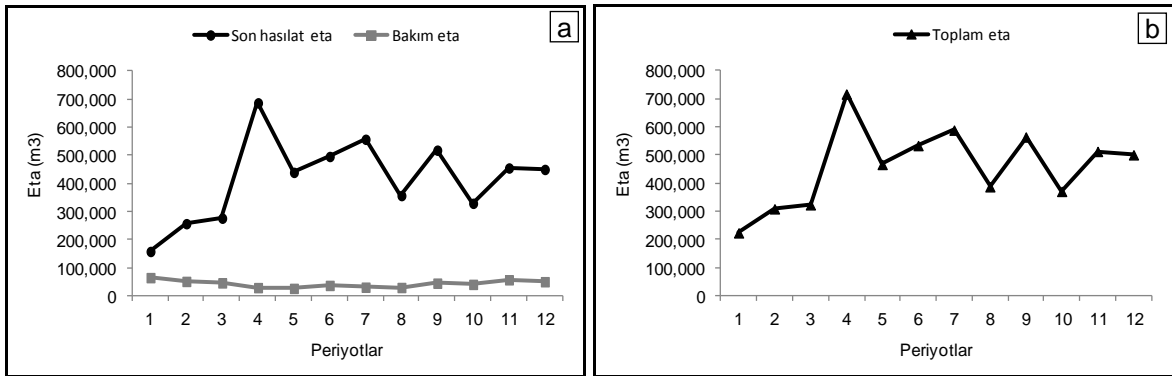 Son hasılat eta
Bakım eta
a
800,000
700,000
600,000
500,000
400,000
300,000
200,000
100,000
0
Eta (m3)
1 2 3 4 5 6 7 8 9 10 11 12
Periyotlar
Toplam eta
b
800,000
700,000
600,000
500,000
400,000
300,000
200,000
100,000
0
Eta (m3)
1 2 3 4 5 6 7 8 9 10 11 12
Periyotlar